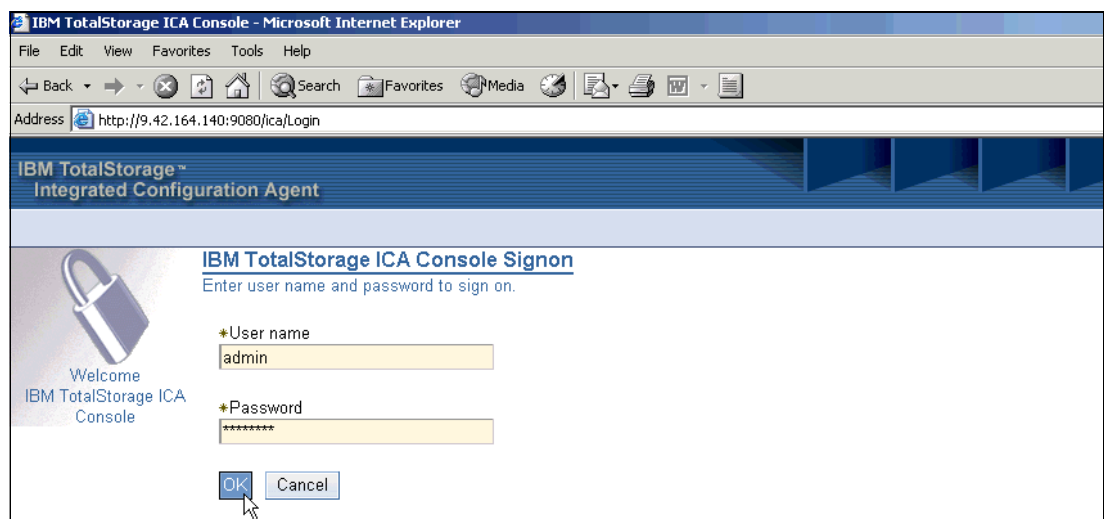 IBM TotalStorage ICA Console - Microsoft Internet Explorer
File Edit View Favorites Tools Help
Back Search Favorites Media
Address http://9.42.164.140:9080/ica/Login
IBM TotalStorage™
Integrated Configuration Agent
IBM TotalStorage ICA Console Signon
Enter user name and password to sign on.
*User name
admin
Welcome
IBM TotalStorage ICA
Console
*Password
********
OK Cancel